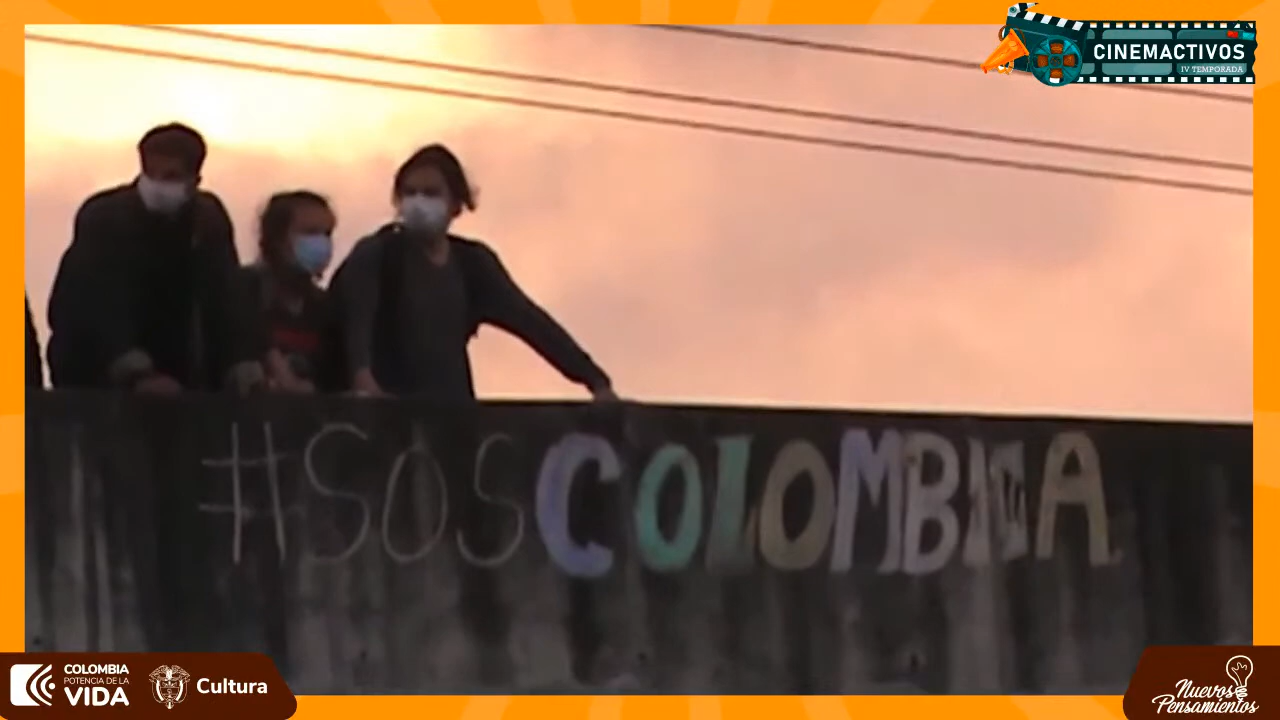 CINEMACTIVOS
IV TEMPORADA
#SOSCOLOMBIA
COLOMBIA
POTENCIA DE LA
VIDA
Cultura
Nuevos
Pensamientos